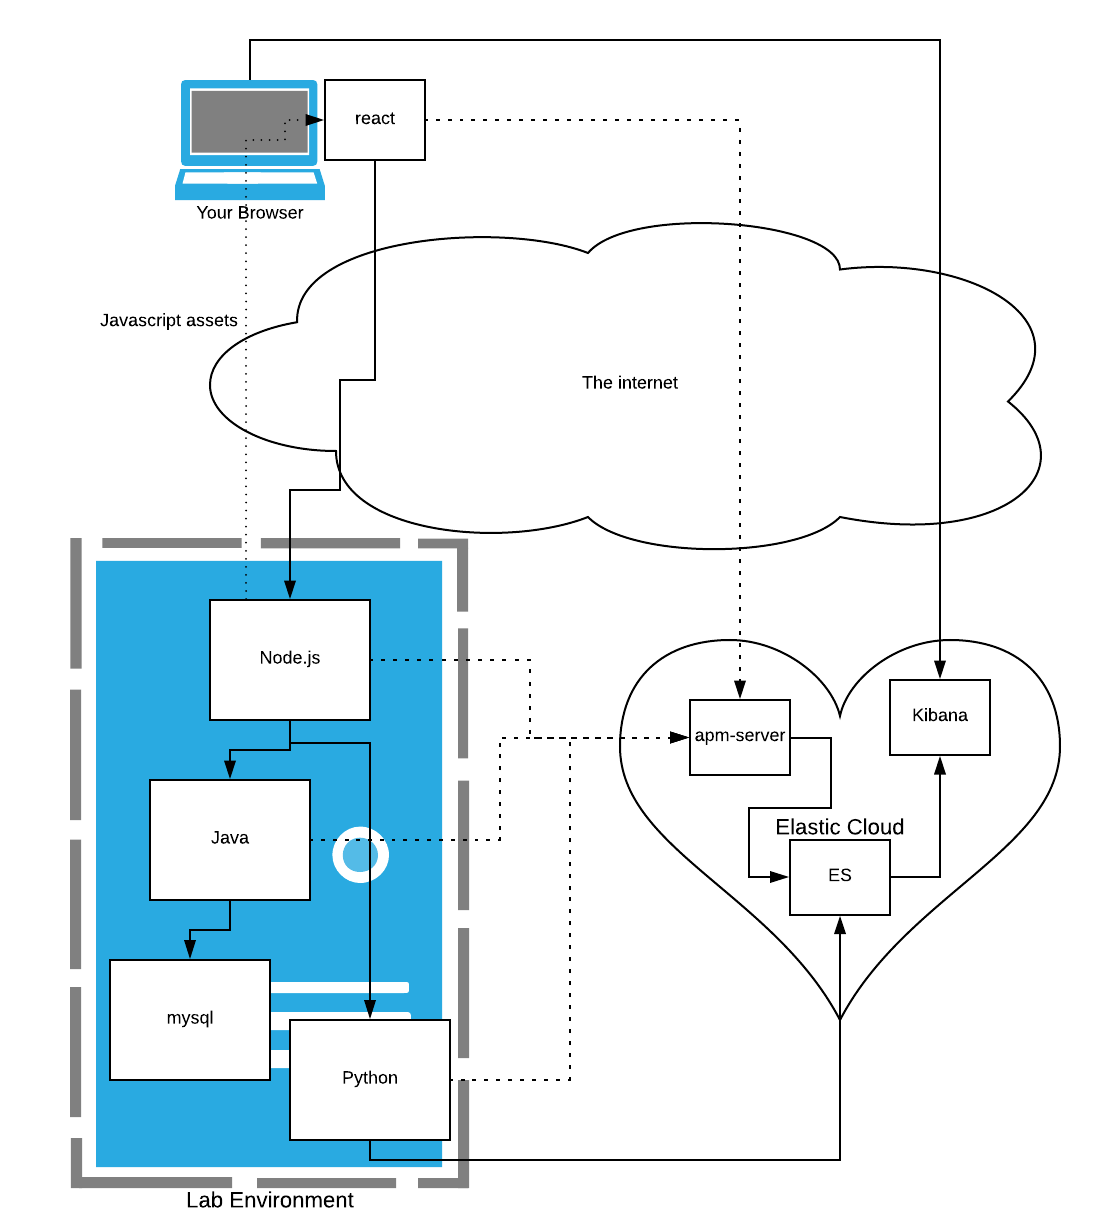 react
Your Browser
Javascript assets
The internet
Node.js
Kibana
apm-server
Elastic Cloud
Java
ES
mysql
Python
Lab Environment